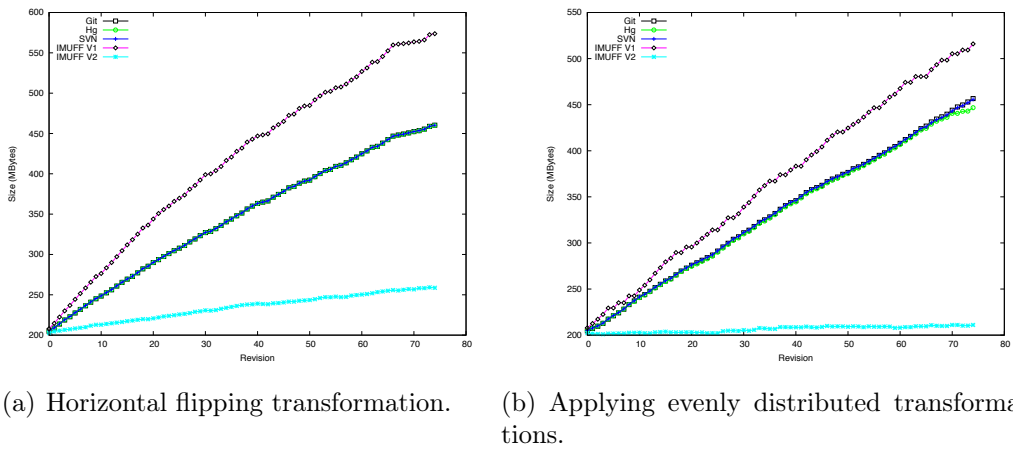 600
550
500
450
400
350
300
250
200
0 10 20 30 40 50 60 70 80
Size (MBytes)
Revision
Git
Hg
SVN
IMUFF V1
IMUFF V2
550
500
450
400
350
300
250
200
0 10 20 30 40 50 60 70 80
Size (MBytes)
Revision
Git
Hg
SVN
IMUFF V1
IMUFF V2
(a) Horizontal flipping transformation.
(b) Applying evenly distributed transforma
tions.